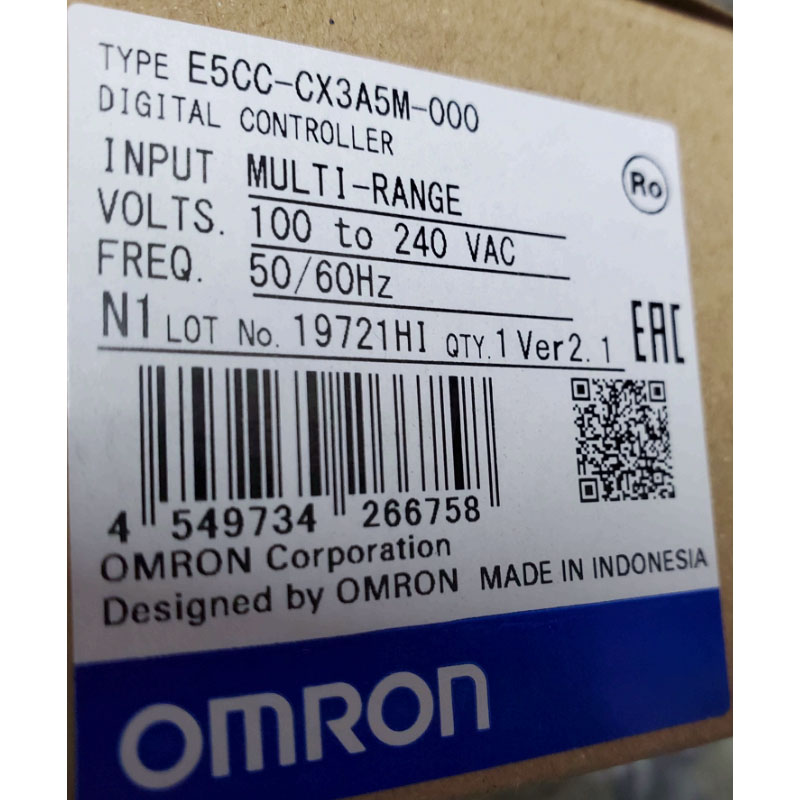 TYPE E5CC-CX3A5M-000
DIGITAL CONTROLLER
INPUT MULTI-RANGE
VOLTS. 100 to 240 VAC
FREQ. 50/60Hz
N1 LOT No. 19721HI QTY.1 Ver2.1
Ro
EAC
4 549734 266758
OMRON Corporation
Designed by OMRON MADE IN INDONESIA
OMRON